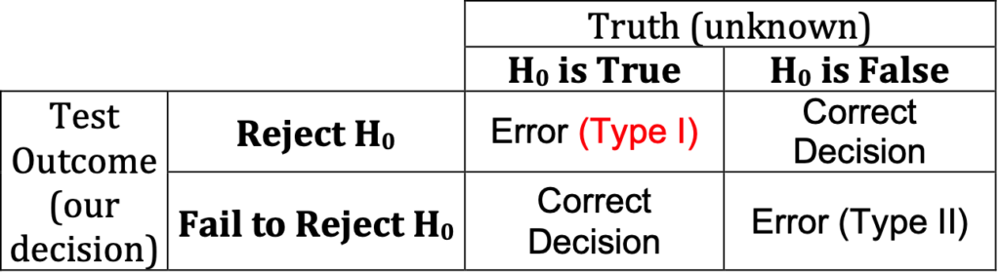 Truth (unknown)
H₀ is True
H₀ is False
Test
Outcome
(our
decision)
Reject H₀
Error (Type I)
Correct
Decision
Fail to Reject H₀
Correct
Decision
Error (Type II)